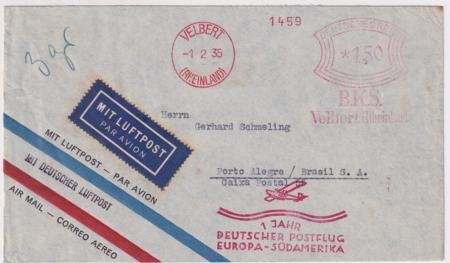 1459
VELBERT
-1.2.35
(RHEINLAND)
DEUTSCHES REICH
*150
B.K.S.
Velbert (Rheinland)
MIT LUFTPOST
PAR AVION
Herrn
Gerhard Schmeling
Porto Alegre / Brasil S. A.
Caixa Postal
MIT LUFTPOST — PAR AVION
MIT DEUTSCHER LUFTPOST
AIR MAIL — CORREO AEREO
1 JAHR
DEUTSCHER POSTFLUG
EUROPA-SÜDAMERIKA